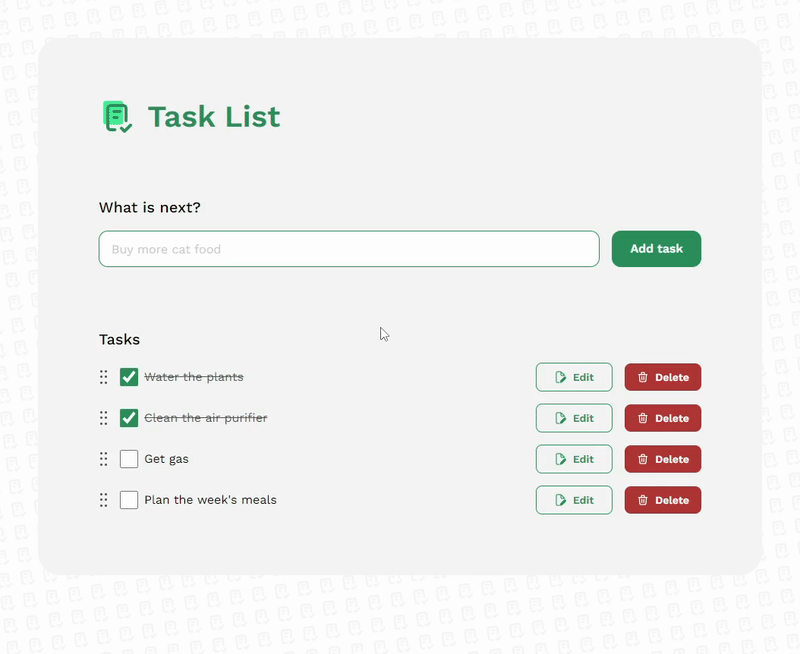 Task List
What is next?
Buy more cat food
Add task
Tasks
Water the plants Edit Delete
Clean the air purifier Edit Delete
Get gas Edit Delete
Plan the week's meals Edit Delete